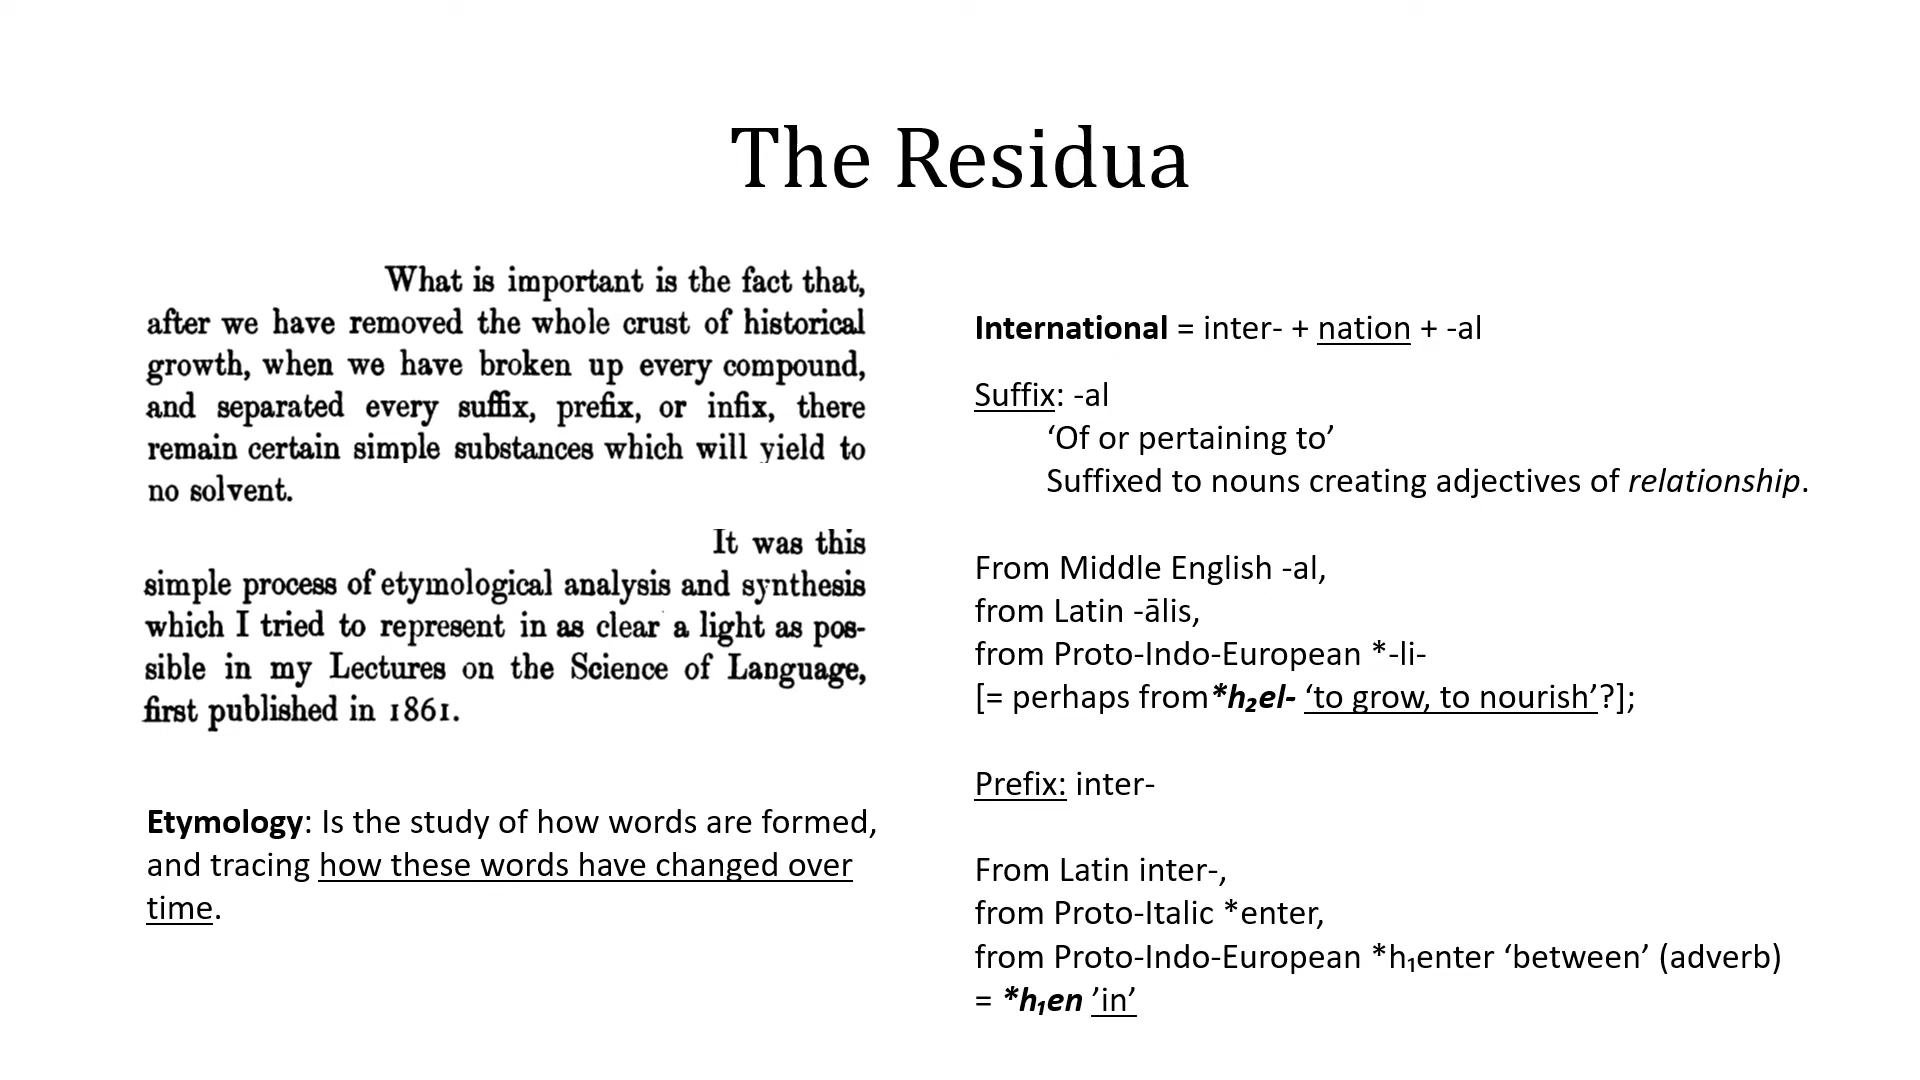 The Residua
What is important is the fact that,
after we have removed the whole crust of historical
growth, when we have broken up every compound,
and separated every suffix, prefix, or infix, there
remain certain simple substances which will yield to
no solvent.
It was this
simple process of etymological analysis and synthesis
which I tried to represent in as clear a light as pos-
sible in my Lectures on the Science of Language,
first published in 1861.
Etymology: Is the study of how words are formed,
and tracing how these words have changed over
time.
International = inter- + nation + -al
Suffix: -al
‘Of or pertaining to’
Suffixed to nouns creating adjectives of relationship.
From Middle English -al,
from Latin -ālis,
from Proto-Indo-European *-li-
[= perhaps from*h₂el- ‘to grow, to nourish’?];
Prefix: inter-
From Latin inter-,
from Proto-Italic *enter,
from Proto-Indo-European *h₁enter ‘between’ (adverb)
= *h₁en ’in’